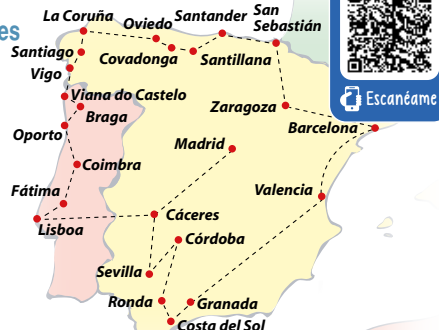 es
La Coruña
Oviedo
Santander
San
Sebastián
Santiago
Covadonga
Santillana
Vigo
Escanéame
Viana do Castelo
Braga
Zaragoza
Barcelona
Oporto
Madrid
Coimbra
Fátima
Valencia
Lisboa
Cáceres
Córdoba
Sevilla
Ronda
Granada
Costa del Sol